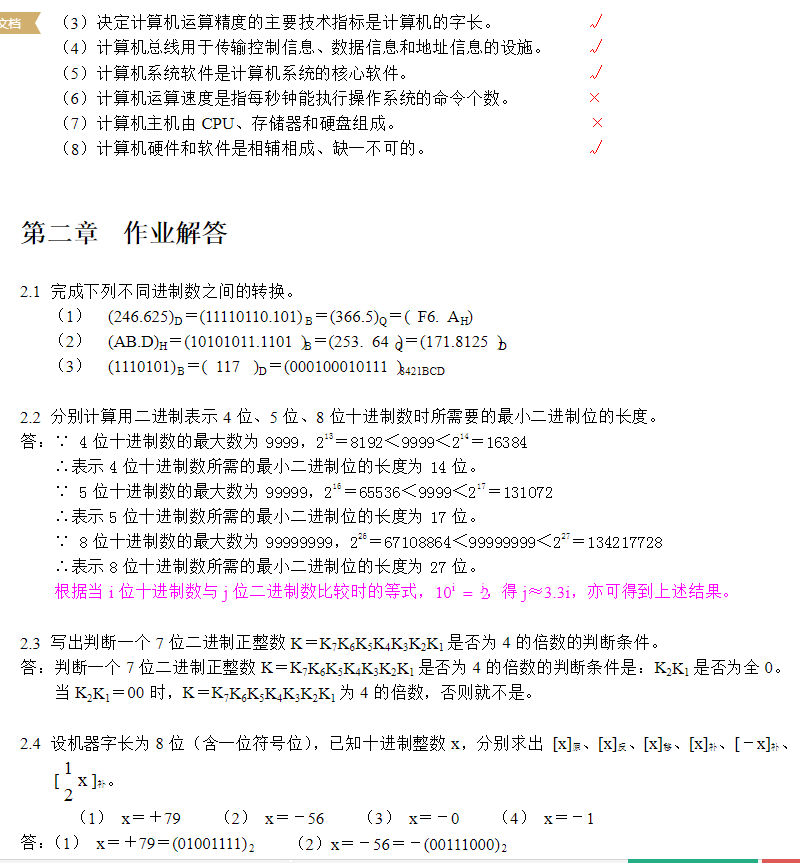 文档
（3）决定计算机运算精度的主要技术指标是计算机的字长。 √
（4）计算机总线用于传输控制信息、数据信息和地址信息的设施。 √
（5）计算机系统软件是计算机系统的核心软件。 √
（6）计算机运算速度是指每秒钟能执行操作系统的命令个数。 ×
（7）计算机主机由 CPU、存储器和硬盘组成。 ×
（8）计算机硬件和软件是相辅相成、缺一不可的。 √
第二章 作业解答
2.1 完成下列不同进制数之间的转换。
（1） (246.625)D＝(11110110.101)B＝(366.5)Q＝( F6. A)H
（2） (AB.D)H＝(10101011.1101 )B＝(253. 64 )Q＝(171.8125 )D
（3） (1110101)B＝( 117 )D＝(000100010111 )8421BCD
2.2 分别计算用二进制表示 4 位、5 位、8 位十进制数时所需要的最小二进制位的长度。
答：∵ 4 位十进制数的最大数为 9999，2¹³＝8192＜9999＜2¹⁴＝16384
∴表示 4 位十进制数所需的最小二进制位的长度为 14 位。
∵ 5 位十进制数的最大数为 99999，2¹⁶＝65536＜9999＜2¹⁷＝131072
∴表示 5 位十进制数所需的最小二进制位的长度为 17 位。
∵ 8 位十进制数的最大数为 99999999，2²⁶＝67108864＜99999999＜2²⁷＝134217728
∴表示 8 位十进制数所需的最小二进制位的长度为 27 位。
根据当 i 位十进制数与 j 位二进制数比较时的等式，10ⁱ = 2ʲ，得 j≈3.3i，亦可得到上述结果。
2.3 写出判断一个 7 位二进制正整数 K＝K₇K₆K₅K₄K₃K₂K₁ 是否为 4 的倍数的判断条件。
答：判断一个 7 位二进制正整数 K＝K₇K₆K₅K₄K₃K₂K₁ 是否为 4 的倍数的判断条件是：K₂K₁ 是否为全 0。
当 K₂K₁＝00 时，K＝K₇K₆K₅K₄K₃K₂K₁ 为 4 的倍数，否则就不是。
2.4 设机器字长为 8 位（含一位符号位），已知十进制整数 x，分别求出 [x]原、[x]反、[x]移、[x]补、[－x]补、
[1/2 x]补。
（1） x＝＋79 （2） x＝－56 （3） x＝－0 （4） x＝－1
答：（1） x＝＋79＝(01001111)₂ （2）x＝－56＝－(00111000)₂